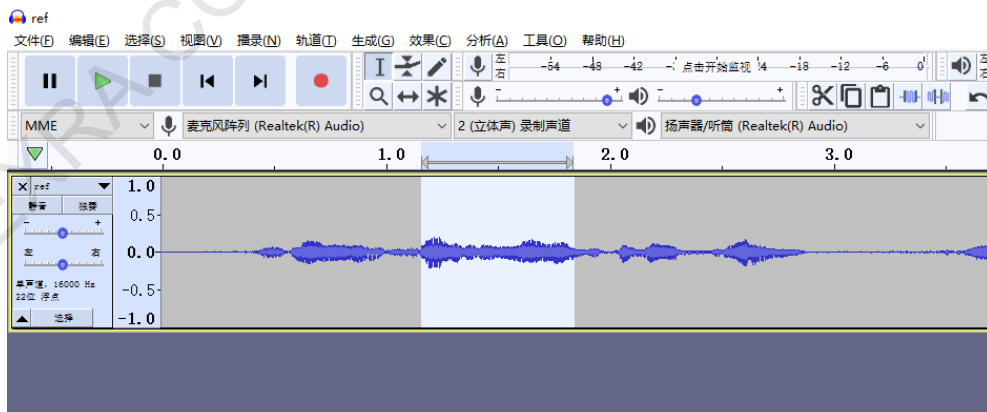 ref
文件(F) 编辑(E) 选择(S) 视图(V) 播录(N) 轨道(T) 生成(G) 效果(C) 分析(A) 工具(O) 帮助(H)
左 -54 -48 -42 -' 点击开始监视 '4 -18 -12 -6 0 左
右 右
- + - +
MME 麦克风阵列 (Realtek(R) Audio) 2 (立体声) 录制声道 扬声器/听筒 (Realtek(R) Audio)
0.0 1.0 2.0 3.0
× ref 1.0
静音 独奏
- + 0.5-
左 右 0.0-
单声道, 16000 Hz
32位 浮点 -0.5-
选择 -1.0